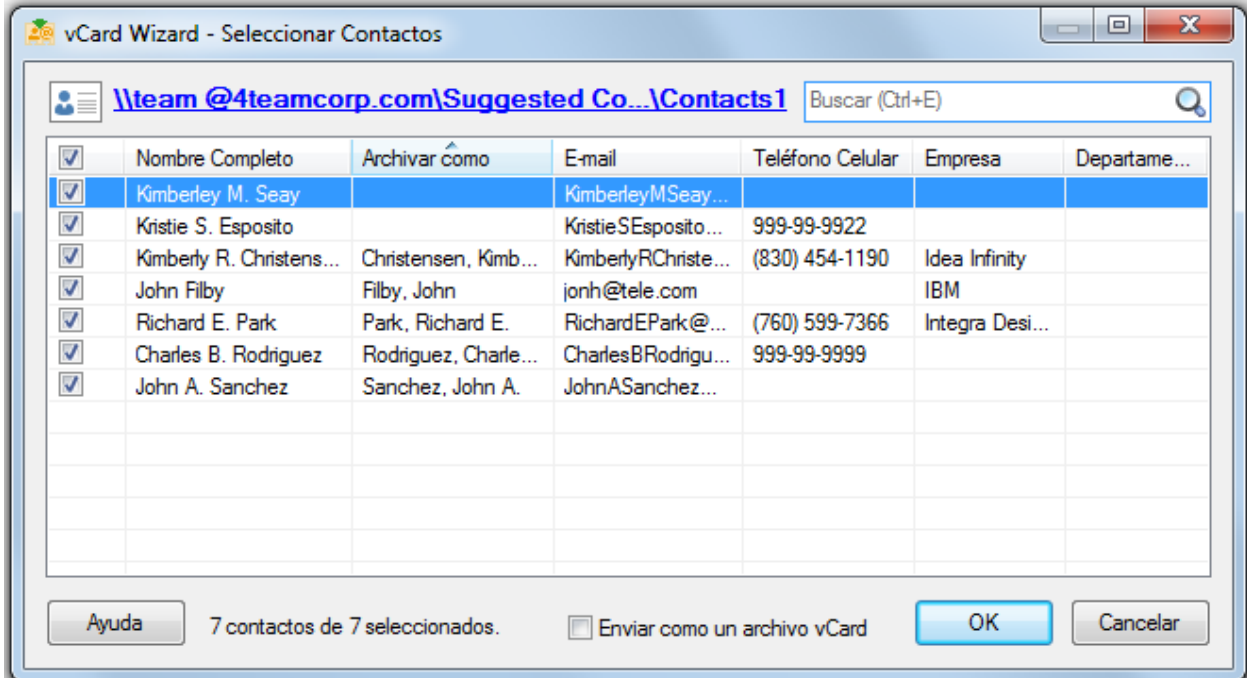 vCard Wizard - Seleccionar Contactos
\\team @4teamcorp.com\Suggested Co...\Contacts1 Buscar (Ctrl+E)
Nombre Completo Archivar como E-mail Teléfono Celular Empresa Departame...
Kimberley M. Seay KimberleyMSeay...
Kristie S. Esposito KristieSEsposito... 999-99-9922
Kimberly R. Christens... Christensen, Kimb... KimberlyRChriste... (830) 454-1190 Idea Infinity
John Filby Filby, John jonh@tele.com IBM
Richard E. Park Park, Richard E. RichardEPark@... (760) 599-7366 Integra Desi...
Charles B. Rodriguez Rodriguez, Charle... CharlesBRodrigu... 999-99-9999
John A. Sanchez Sanchez, John A. JohnASanchez...
Ayuda 7 contactos de 7 seleccionados. Enviar como un archivo vCard OK Cancelar